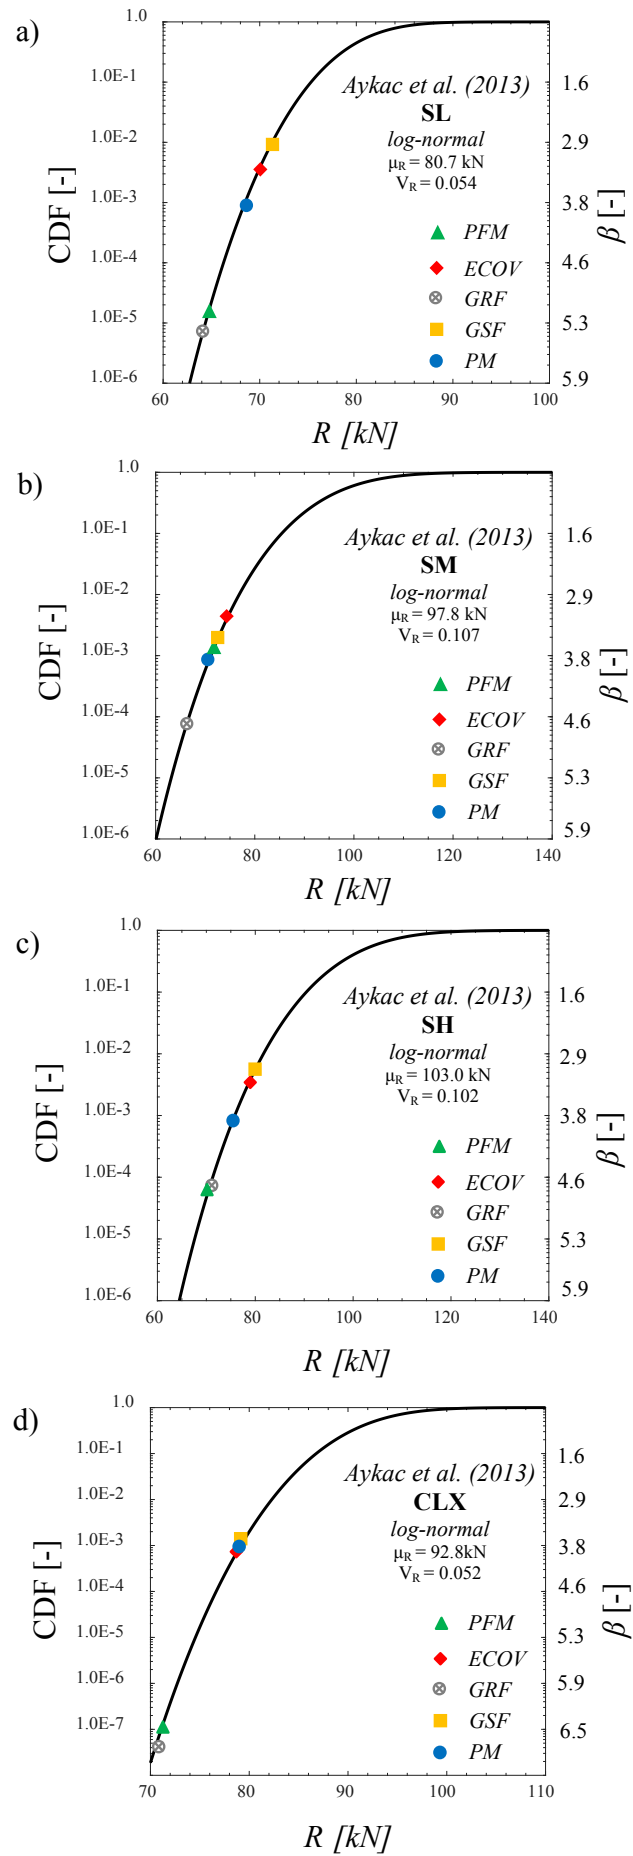 a)
1.0
1.0E-1
1.0E-2
1.0E-3
1.0E-4
1.0E-5
1.0E-6
CDF [-]
60
70
80
90
100
R [kN]
Aykac et al. (2013)
SL
log-normal
μR = 80.7 kN
VR = 0.054
PFM
ECOV
GRF
GSF
PM
1.6
2.9
3.8
4.6
5.3
5.9
β [-]
b)
1.0
1.0E-1
1.0E-2
1.0E-3
1.0E-4
1.0E-5
1.0E-6
CDF [-]
60
80
100
120
140
R [kN]
Aykac et al. (2013)
SM
log-normal
μR = 97.8 kN
VR = 0.107
PFM
ECOV
GRF
GSF
PM
1.6
2.9
3.8
4.6
5.3
5.9
β [-]
c)
1.0
1.0E-1
1.0E-2
1.0E-3
1.0E-4
1.0E-5
1.0E-6
CDF [-]
60
80
100
120
140
R [kN]
Aykac et al. (2013)
SH
log-normal
μR = 103.0 kN
VR = 0.102
PFM
ECOV
GRF
GSF
PM
1.6
2.9
3.8
4.6
5.3
5.9
β [-]
d)
1.0
1.0E-1
1.0E-2
1.0E-3
1.0E-4
1.0E-5
1.0E-6
1.0E-7
CDF [-]
70
80
90
100
110
R [kN]
Aykac et al. (2013)
CLX
log-normal
μR = 92.8kN
VR = 0.052
PFM
ECOV
GRF
GSF
PM
1.6
2.9
3.8
4.6
5.3
5.9
6.5
β [-]